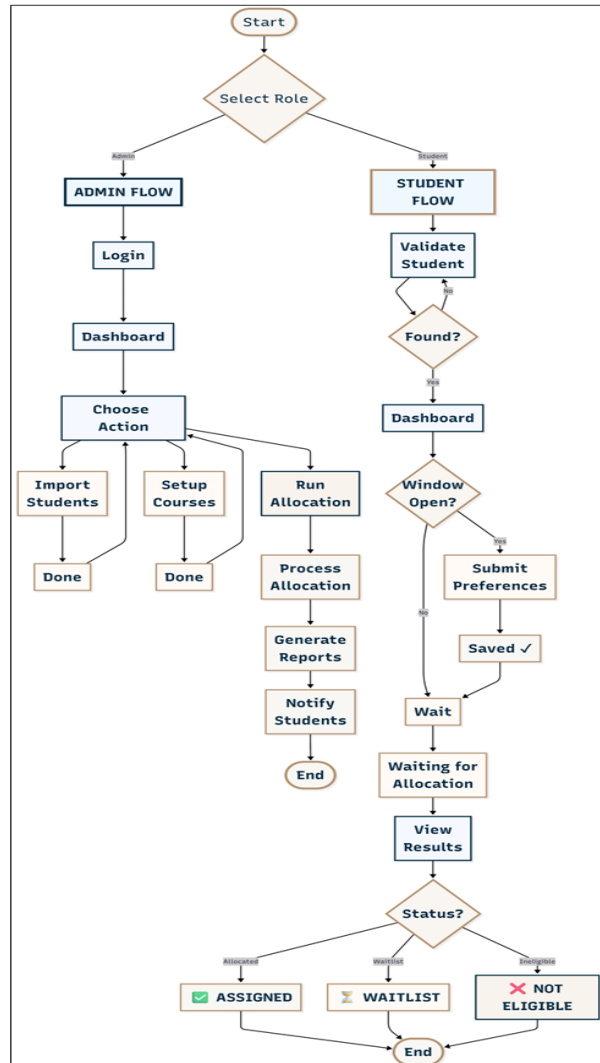 Start
Select Role
Admin
Student
ADMIN FLOW
STUDENT
FLOW
Login
Validate
Student
No
Dashboard
Found?
Yes
Choose
Action
Dashboard
Import
Students
Setup
Courses
Run
Allocation
Window
Open?
Yes
Done
Done
Process
Allocation
Submit
Preferences
No
Generate
Reports
Saved ✓
Notify
Students
Wait
End
Waiting for
Allocation
View
Results
Status?
Allocated
Waitlist
Ineligible
✅ ASSIGNED
⏳ WAITLIST
❌ NOT
ELIGIBLE
End